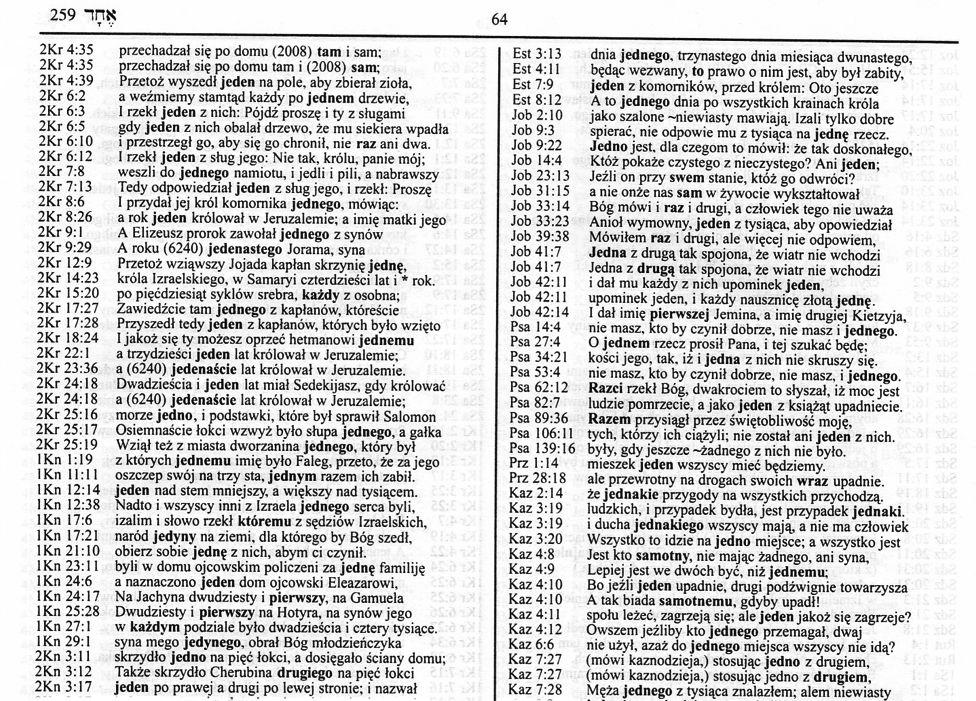 259 אֶחָד
64
2Kr 4:35 przechadzał się po domu (2008) tam i sam;
2Kr 4:35 przechadzał się po domu tam i (2008) sam;
2Kr 4:39 Przetoż wyszedł jeden na pole, aby zbierał zioła,
2Kr 6:2 a weźmiemy stamtąd każdy po jednem drzewie,
2Kr 6:3 I rzekł jeden z nich: Pójdź proszę i ty z sługami
2Kr 6:5 gdy jeden z nich obalał drzewo, że mu siekiera wpadła
2Kr 6:10 i przestrzegł go, aby się go chronił, nie raz ani dwa.
2Kr 6:12 I rzekł jeden z sług jego: Nie tak, królu, panie mój;
2Kr 7:8 weszli do jednego namiotu, i jedli i pili, a nabrawszy
2Kr 7:13 Tedy odpowiedział jeden z sług jego, i rzekł: Proszę
2Kr 8:6 I przydał jej król komornika jednego, mówiąc:
2Kr 8:26 a rok jeden królował w Jeruzalemie; a imię matki jego
2Kr 9:1 A Elizeusz prorok zawołał jednego z synów
2Kr 9:29 A roku (6240) jedenastego Jorama, syna
2Kr 12:9 Przetoż wziąwszy Jojada kapłan skrzynię jednę,
2Kr 14:23 króla Izraelskiego, w Samaryi czterdzieści lat i * rok.
2Kr 15:20 po pięćdziesiąt syklów srebra, każdy z osobna;
2Kr 17:27 Zawiedźcie tam jednego z kapłanów, któreście
2Kr 17:28 Przyszedł tedy jeden z kapłanów, których było wzięto
2Kr 18:24 I jakoż się ty możesz oprzeć hetmanowi jednemu
2Kr 22:1 a trzydzieści jeden lat królował w Jeruzalemie;
2Kr 23:36 a (6240) jedenaście lat królował w Jeruzalemie.
2Kr 24:18 Dwadzieścia i jeden lat miał Sedekijasz, gdy królować
2Kr 24:18 a (6240) jedenaście lat królował w Jeruzalemie;
2Kr 25:16 morze jedno, i podstawki, które był sprawił Salomon
2Kr 25:17 Osiemnaście łokci wzwyż było słupa jednego, a gałka
2Kr 25:19 Wziął też z miasta dworzanina jednego, który był
1Kn 1:19 z których jednemu imię było Faleg, przeto, że za jego
1Kn 11:11 oszczep swój na trzy sta, jednym razem ich zabił.
1Kn 12:14 jeden nad stem mniejszy, a większy nad tysiącem.
1Kn 12:38 Nadto i wszyscy inni z Izraela jednego serca byli,
1Kn 17:6 izalim i słowo rzekł któremu z sędziów Izraelskich,
1Kn 17:21 naród jedyny na ziemi, dla którego by Bóg szedł,
1Kn 21:10 obierz sobie jednę z nich, abym ci czynił.
1Kn 23:11 byli w domu ojcowskim policzeni za jednę familiję
1Kn 24:6 a naznaczono jeden dom ojcowski Eleazarowi,
1Kn 24:17 Na Jachyna dwudziesty i pierwszy, na Gamuela
1Kn 25:28 Dwudziesty i pierwszy na Hotyra, na synów jego
1Kn 27:1 w każdym podziale było dwadzieścia i cztery tysiące.
1Kn 29:1 syna mego jedynego, obrał Bóg młodzieńczyka
2Kn 3:11 skrzydło jedno na pięć łokci, a dosięgało ściany domu;
2Kn 3:12 Także skrzydło Cherubina drugiego na pięć łokci
2Kn 3:17 jeden po prawej a drugi po lewej stronie; i nazwał
Est 3:13 dnia jednego, trzynastego dnia miesiąca dwunastego,
Est 4:11 będąc wezwany, to prawo o nim jest, aby był zabity,
Est 7:9 jeden z komorników, przed królem: Oto jeszcze
Est 8:12 A to jednego dnia po wszystkich krainach króla
Job 2:10 jako szalone ~niewiasty mawiają. Izali tylko dobre
Job 9:3 spierać, nie odpowie mu z tysiąca na jednę rzecz.
Job 9:22 Jedno jest, dla czegom to mówił: że tak doskonałego,
Job 14:4 Któż pokaże czystego z nieczystego? Ani jeden;
Job 23:13 Jeźli on przy swem stanie, któż go odwróci?
Job 31:15 a nie onże nas sam w żywocie wykształtował
Job 33:14 Bóg mówi i raz i drugi, a człowiek tego nie uważa
Job 33:23 Anioł wymowny, jeden z tysiąca, aby opowiedział
Job 39:38 Mówiłem raz i drugi, ale więcej nie odpowiem,
Job 41:7 Jedna z drugą tak spojona, że wiatr nie wchodzi
Job 41:7 Jedna z drugą tak spojona, że wiatr nie wchodzi
Job 42:11 i dał mu każdy z nich upominek jeden,
Job 42:11 upominek jeden, i każdy nausznicę złotą jednę.
Job 42:14 I dał imię pierwszej Jemina, a imię drugiej Kietzyja,
Psa 14:4 nie masz, kto by czynił dobrze, nie masz i jednego.
Psa 27:4 O jednem rzecz prosił Pana, i tej szukać będę;
Psa 34:21 kości jego, tak, iż i jedna z nich nie skruszy się.
Psa 53:4 nie masz, kto by czynił dobrze, nie masz, i jednego.
Psa 62:12 Razci rzekł Bóg, dwakrociem to słyszał, iż moc jest
Psa 82:7 ludzie pomrzecie, a jako jeden z książąt upadniecie.
Psa 89:36 Razem przysiągł przez świętobliwość moję,
Psa 106:11 tych, którzy ich ciążyli; nie został ani jeden z nich.
Psa 139:16 były, gdy jeszcze ~żadnego z nich nie było.
Prz 1:14 mieszek jeden wszyscy mieć będziemy.
Prz 28:18 ale przewrotny na drogach swoich wraz upadnie.
Kaz 2:14 że jednakie przygody na wszystkich przychodzą.
Kaz 3:19 ludzkich, i przypadek bydła, jest przypadek jednaki.
Kaz 3:19 i ducha jednakiego wszyscy mają, a nie ma człowiek
Kaz 3:20 Wszystko to idzie na jedno miejsce; a wszystko jest
Kaz 4:8 Jest kto samotny, nie mając żadnego, ani syna,
Kaz 4:9 Lepiej jest we dwóch być, niż jednemu;
Kaz 4:10 Bo jeźli jeden upadnie, drugi podźwignie towarzysza
Kaz 4:10 A tak biada samotnemu, gdyby upadł!
Kaz 4:11 społu leżeć, zagrzeją się; ale jeden jakoż się zagrzeje?
Kaz 4:12 Owszem jeźliby kto jednego przemagał, dwaj
Kaz 6:6 nie użył, azaż do jednego miejsca wszyscy nie idą?
Kaz 7:27 (mówi kaznodzieja,) stosując jedno z drugiem,
Kaz 7:27 (mówi kaznodzieja,) stosując jedno z drugiem,
Kaz 7:28 Męża jednego z tysiąca znalazłem; alem niewiasty